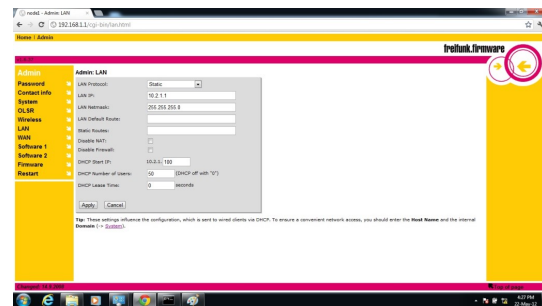 node1 - Admin: LAN
192.168.1.1/cgi-bin/lan.html
Home / Admin
freifunk.firmware
Admin
Admin: LAN
Password
Contact info
System
OLSR
Wireless
LAN
WAN
Software 1
Software 2
Firmware
Restart
LAN Protocol: Static
LAN IP: 10.2.1.1
LAN Netmask: 255.255.255.0
LAN Default Route:
Static Routes:
Disable NAT:
Disable Firewall:
DHCP Start IP: 10.2.1. 100
DHCP Number of Users: 50 (DHCP off with "0")
DHCP Lease Time: 0 seconds
Apply Cancel
Tip: These settings influence the configuration, which is sent to wired clients via DHCP. To ensure a convenient network access, you should enter the Host Name and the internal
Domain (-> System).
Top of page
4:27 PM
22-May-12